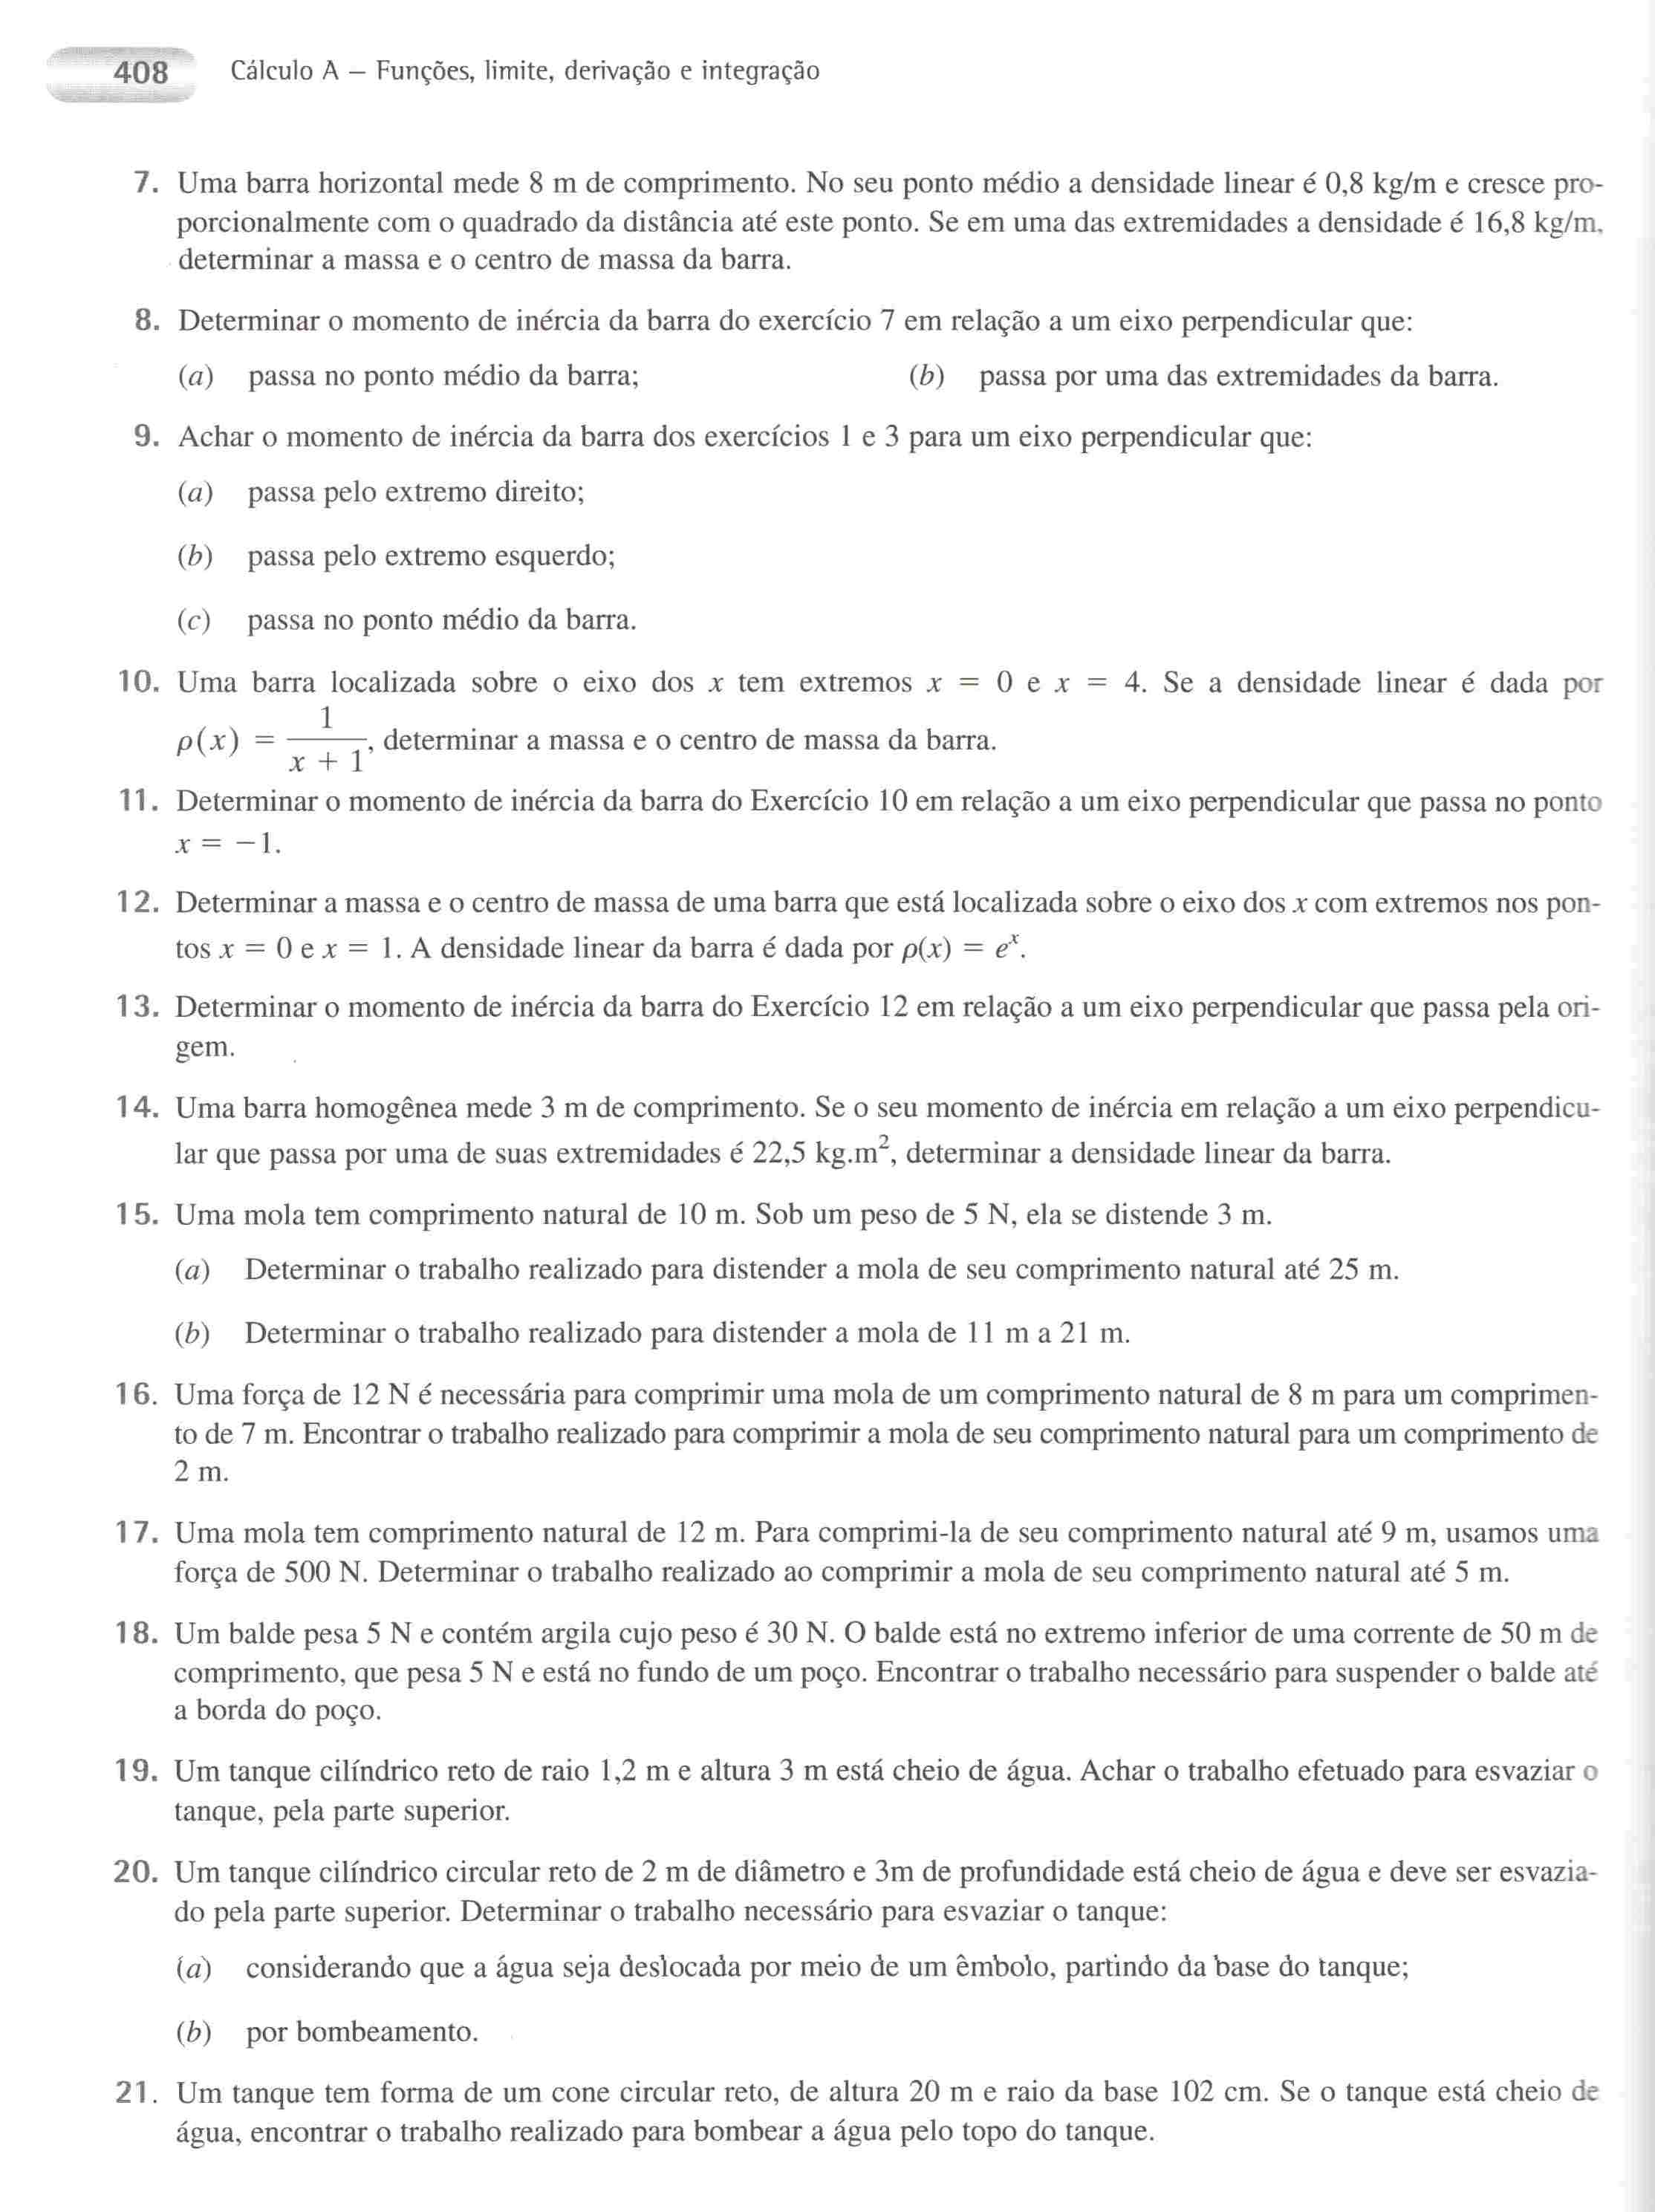 408 Cálculo A – Funções, limite, derivação e integração
7. Uma barra horizontal mede 8 m de comprimento. No seu ponto médio a densidade linear é 0,8 kg/m e cresce pro-
porcionalmente com o quadrado da distância até este ponto. Se em uma das extremidades a densidade é 16,8 kg/m,
determinar a massa e o centro de massa da barra.
8. Determinar o momento de inércia da barra do exercício 7 em relação a um eixo perpendicular que:
(a) passa no ponto médio da barra; (b) passa por uma das extremidades da barra.
9. Achar o momento de inércia da barra dos exercícios 1 e 3 para um eixo perpendicular que:
(a) passa pelo extremo direito;
(b) passa pelo extremo esquerdo;
(c) passa no ponto médio da barra.
10. Uma barra localizada sobre o eixo dos x tem extremos x = 0 e x = 4. Se a densidade linear é dada por
ρ(x) = 1/(x + 1), determinar a massa e o centro de massa da barra.
11. Determinar o momento de inércia da barra do Exercício 10 em relação a um eixo perpendicular que passa no ponto
x = −1.
12. Determinar a massa e o centro de massa de uma barra que está localizada sobre o eixo dos x com extremos nos pon-
tos x = 0 e x = 1. A densidade linear da barra é dada por ρ(x) = eˣ.
13. Determinar o momento de inércia da barra do Exercício 12 em relação a um eixo perpendicular que passa pela ori-
gem.
14. Uma barra homogênea mede 3 m de comprimento. Se o seu momento de inércia em relação a um eixo perpendicu-
lar que passa por uma de suas extremidades é 22,5 kg.m², determinar a densidade linear da barra.
15. Uma mola tem comprimento natural de 10 m. Sob um peso de 5 N, ela se distende 3 m.
(a) Determinar o trabalho realizado para distender a mola de seu comprimento natural até 25 m.
(b) Determinar o trabalho realizado para distender a mola de 11 m a 21 m.
16. Uma força de 12 N é necessária para comprimir uma mola de um comprimento natural de 8 m para um comprimen-
to de 7 m. Encontrar o trabalho realizado para comprimir a mola de seu comprimento natural para um comprimento de
2 m.
17. Uma mola tem comprimento natural de 12 m. Para comprimi-la de seu comprimento natural até 9 m, usamos uma
força de 500 N. Determinar o trabalho realizado ao comprimir a mola de seu comprimento natural até 5 m.
18. Um balde pesa 5 N e contém argila cujo peso é 30 N. O balde está no extremo inferior de uma corrente de 50 m de
comprimento, que pesa 5 N e está no fundo de um poço. Encontrar o trabalho necessário para suspender o balde até
a borda do poço.
19. Um tanque cilíndrico reto de raio 1,2 m e altura 3 m está cheio de água. Achar o trabalho efetuado para esvaziar o
tanque, pela parte superior.
20. Um tanque cilíndrico circular reto de 2 m de diâmetro e 3m de profundidade está cheio de água e deve ser esvazia-
do pela parte superior. Determinar o trabalho necessário para esvaziar o tanque:
(a) considerando que a água seja deslocada por meio de um êmbolo, partindo da base do tanque;
(b) por bombeamento.
21. Um tanque tem forma de um cone circular reto, de altura 20 m e raio da base 102 cm. Se o tanque está cheio de
água, encontrar o trabalho realizado para bombear a água pelo topo do tanque.